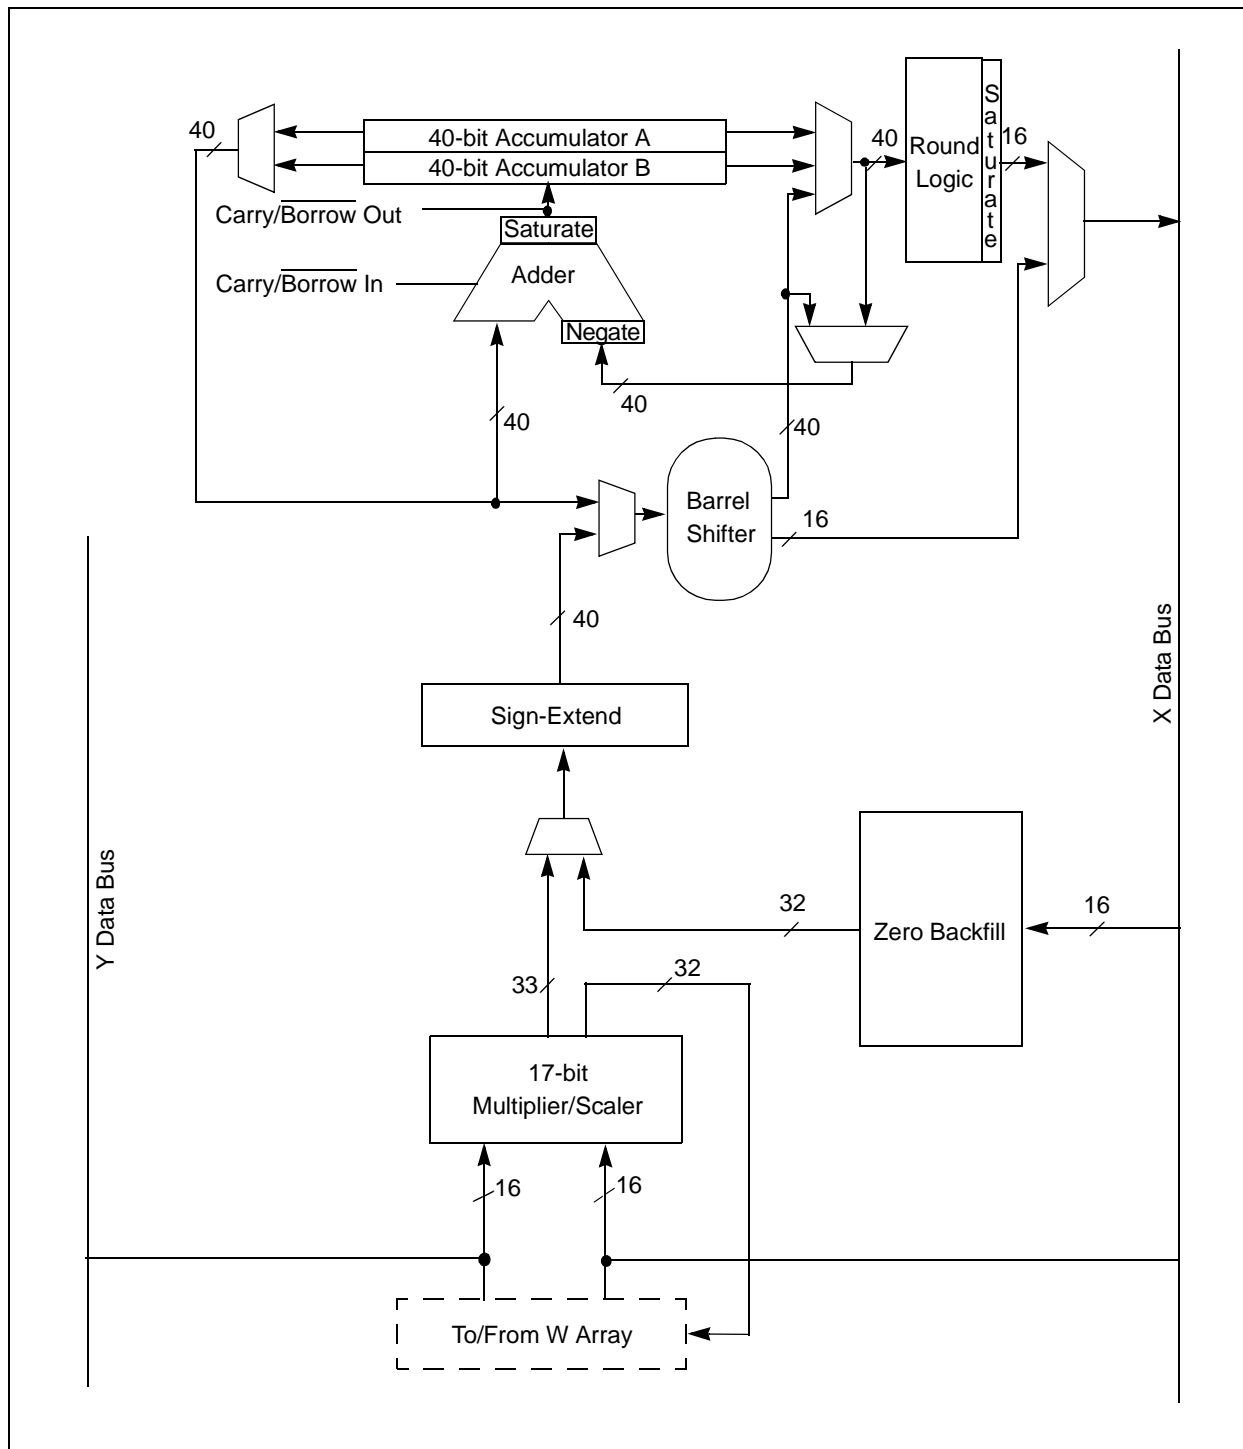 40
40-bit Accumulator A
40-bit Accumulator B
40
Round
Logic
Saturate
16
Carry/Borrow Out
Saturate
Carry/Borrow In
Adder
Negate
40
40
40
Barrel
Shifter
16
40
Sign-Extend
X Data Bus
Y Data Bus
32
Zero Backfill
16
33
32
17-bit
Multiplier/Scaler
16
16
To/From W Array